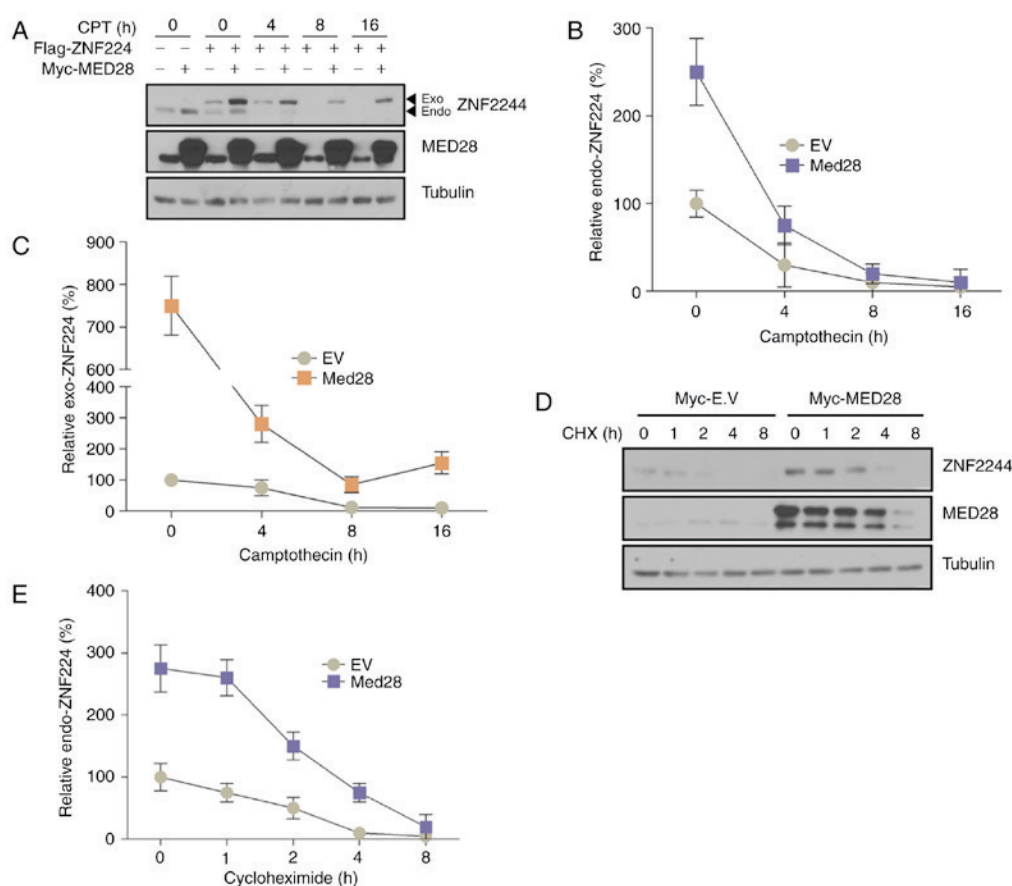 A
CPT (h) 0 0 4 8 16
Flag-ZNF224 − − + + + + + + + +
Myc-MED28 − + − + − + − + − +
Exo
Endo
ZNF2244
MED28
Tubulin
B
Relative endo-ZNF224 (%)
300
200
100
0
EV
Med28
0 4 8 16
Camptothecin (h)
C
Relative exo-ZNF224 (%)
900
800
700
600
400
300
200
100
0
EV
Med28
0 4 8 16
Camptothecin (h)
D
Myc-E.V Myc-MED28
CHX (h) 0 1 2 4 8 0 1 2 4 8
ZNF2244
MED28
Tubulin
E
Relative endo-ZNF224 (%)
400
300
200
100
0
EV
Med28
0 1 2 4 8
Cycloheximide (h)